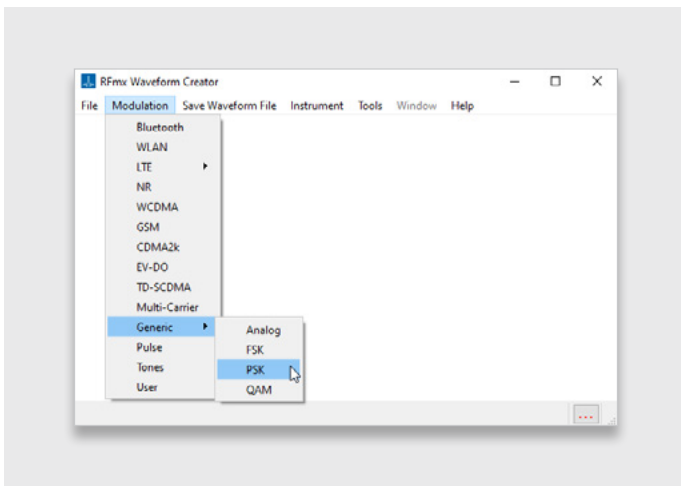 RFmx Waveform Creator
File Modulation Save Waveform File Instrument Tools Window Help
Bluetooth
WLAN
LTE
NR
WCDMA
GSM
CDMA2k
EV-DO
TD-SCDMA
Multi-Carrier
Generic
Pulse
Tones
User
Analog
FSK
PSK
QAM
...